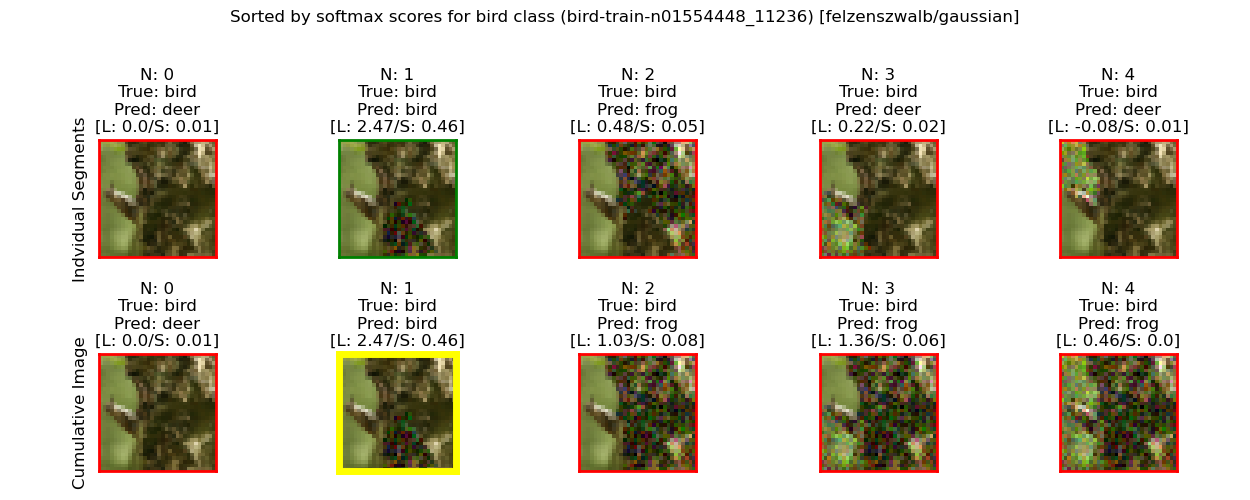 Sorted by softmax scores for bird class (bird-train-n01554448_11236) [felzenszwalb/gaussian]
Indvidual Segments
N: 0
True: bird
Pred: deer
[L: 0.0/S: 0.01]
N: 1
True: bird
Pred: bird
[L: 2.47/S: 0.46]
N: 2
True: bird
Pred: frog
[L: 0.48/S: 0.05]
N: 3
True: bird
Pred: deer
[L: 0.22/S: 0.02]
N: 4
True: bird
Pred: deer
[L: -0.08/S: 0.01]
Cumulative Image
N: 0
True: bird
Pred: deer
[L: 0.0/S: 0.01]
N: 1
True: bird
Pred: bird
[L: 2.47/S: 0.46]
N: 2
True: bird
Pred: frog
[L: 1.03/S: 0.08]
N: 3
True: bird
Pred: frog
[L: 1.36/S: 0.06]
N: 4
True: bird
Pred: frog
[L: 0.46/S: 0.0]